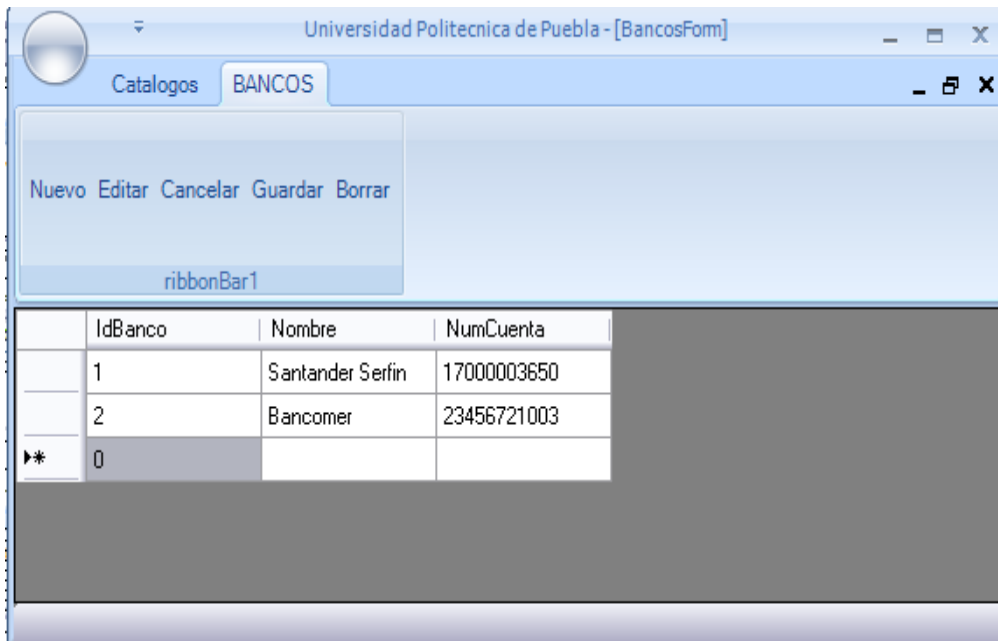 Universidad Politecnica de Puebla - [BancosForm]
Catalogos BANCOS
Nuevo Editar Cancelar Guardar Borrar
ribbonBar1
IdBanco Nombre NumCuenta
1 Santander Serfin 17000003650
2 Bancomer 23456721003
0